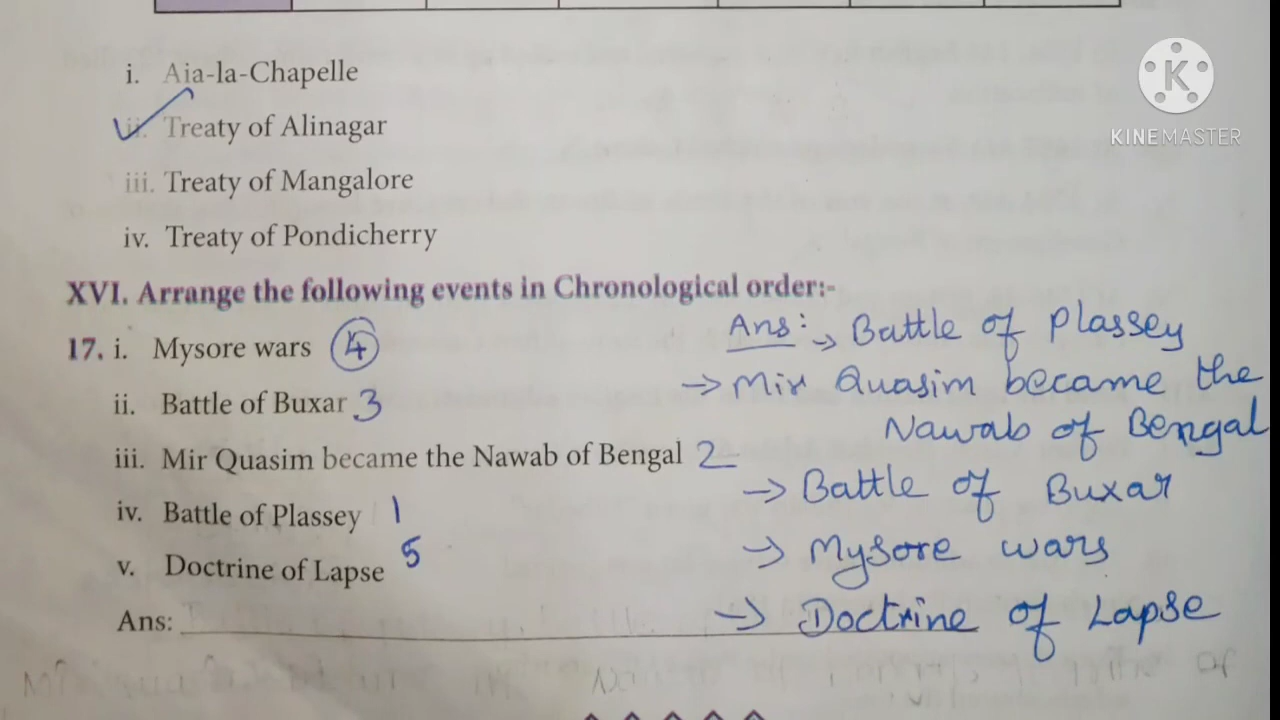 i. Aia-la-Chapelle
K
KINEMASTER
ii. Treaty of Alinagar
iii. Treaty of Mangalore
iv. Treaty of Pondicherry
XVI. Arrange the following events in Chronological order:-
17. i. Mysore wars 4
ii. Battle of Buxar 3
iii. Mir Quasim became the Nawab of Bengal 2
iv. Battle of Plassey 1
v. Doctrine of Lapse 5
Ans:
Ans: → Battle of Plassey
→ Mir Quasim became the
Nawab of Bengal
→ Battle of Buxar
→ Mysore wars
→ Doctrine of Lapse